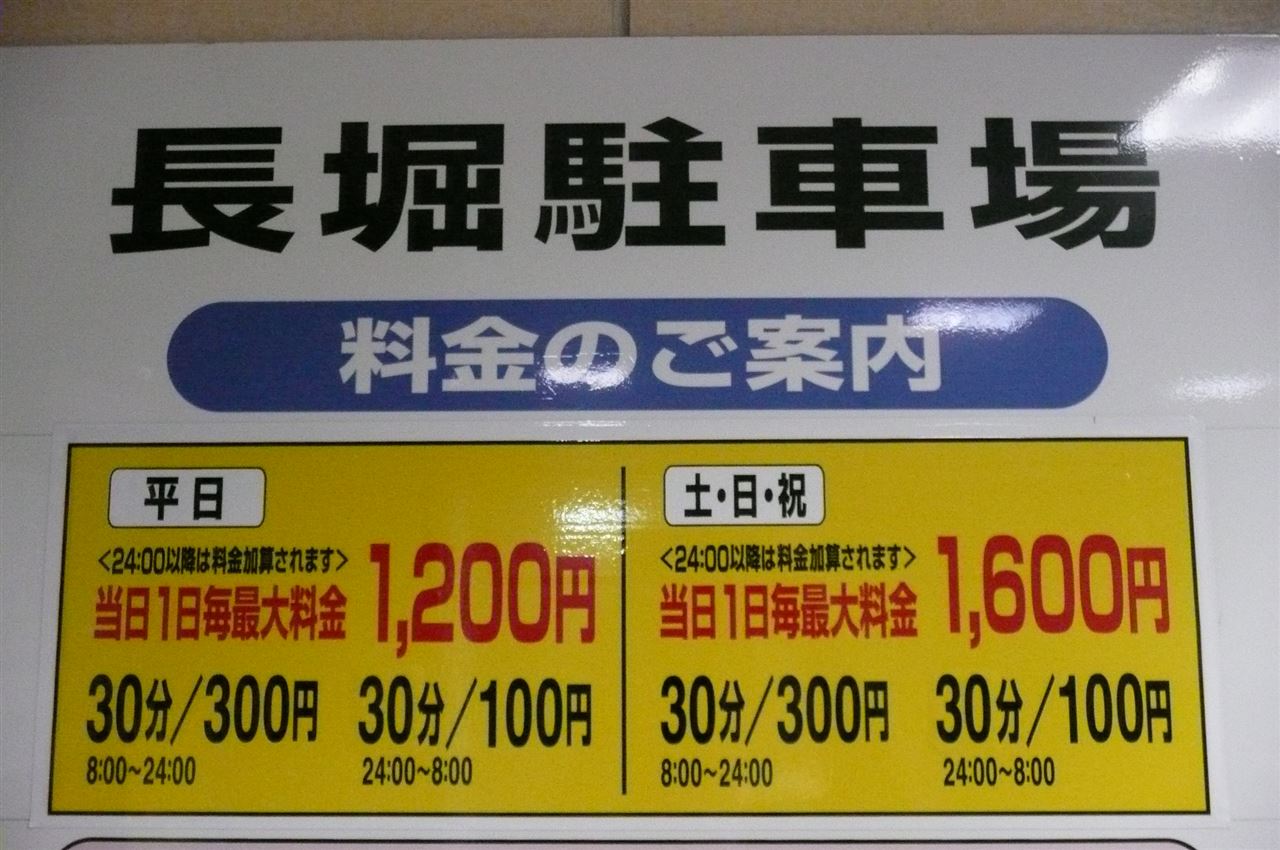 長堀駐車場
料金のご案内
平日
<24:00以降は料金加算されます>
当日1日毎最大料金 1,200円
30分/300円 30分/100円
8:00~24:00 24:00~8:00
土・日・祝
<24:00以降は料金加算されます>
当日1日毎最大料金 1,600円
30分/300円 30分/100円
8:00~24:00 24:00~8:00